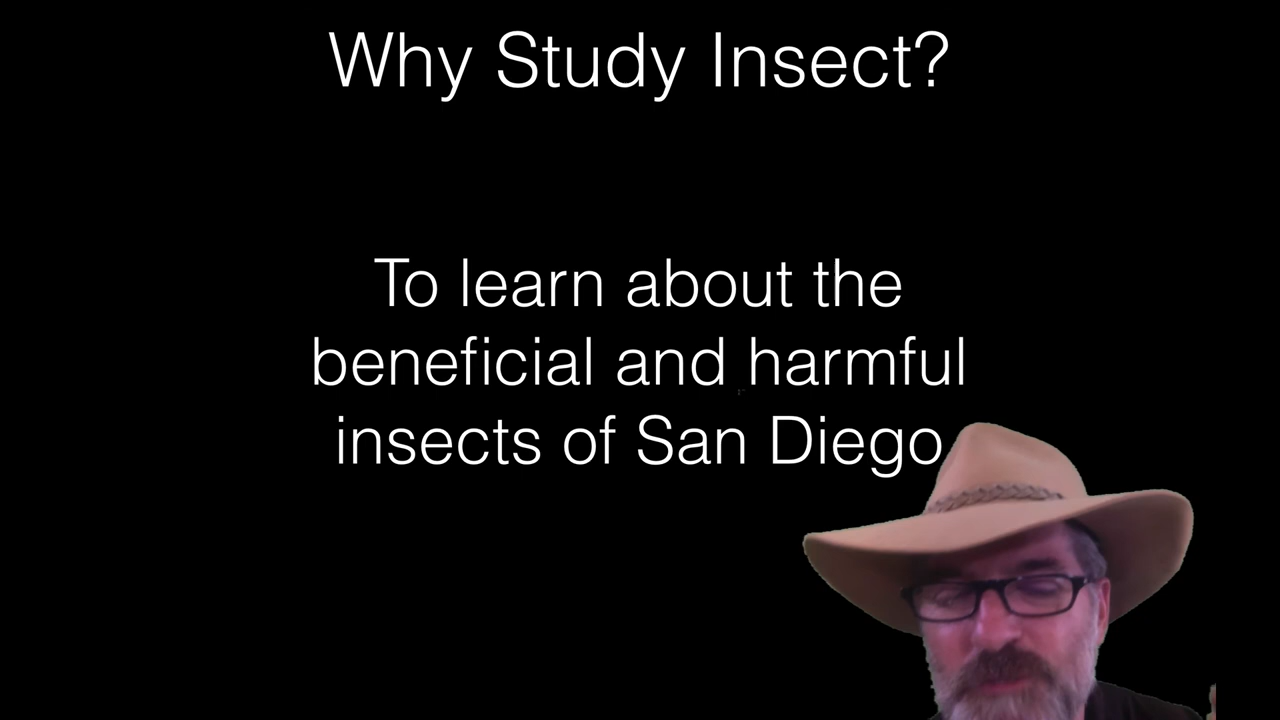 Why Study Insect?
To learn about the
beneficial and harmful
insects of San Diego